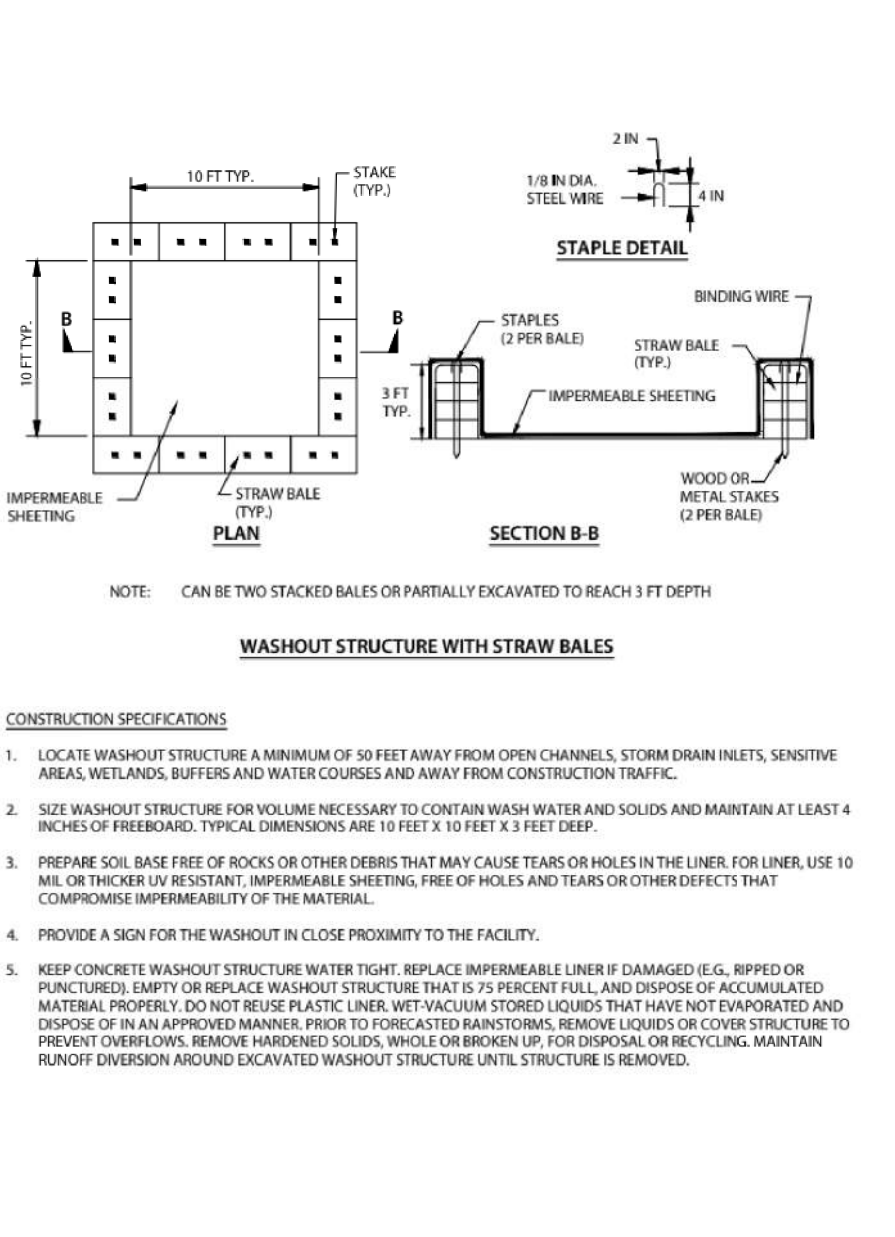 2 IN
10 FT TYP.
STAKE
(TYP.)
1/8 IN DIA.
STEEL WIRE
4 IN
STAPLE DETAIL
BINDING WIRE
B
B
STAPLES
(2 PER BALE)
STRAW BALE
(TYP.)
10 FT TYP.
3 FT
TYP.
IMPERMEABLE SHEETING
IMPERMEABLE
SHEETING
STRAW BALE
(TYP.)
WOOD OR
METAL STAKES
(2 PER BALE)
PLAN
SECTION B-B
NOTE: CAN BE TWO STACKED BALES OR PARTIALLY EXCAVATED TO REACH 3 FT DEPTH
WASHOUT STRUCTURE WITH STRAW BALES
CONSTRUCTION SPECIFICATIONS
1. LOCATE WASHOUT STRUCTURE A MINIMUM OF 50 FEET AWAY FROM OPEN CHANNELS, STORM DRAIN INLETS, SENSITIVE
AREAS, WETLANDS, BUFFERS AND WATER COURSES AND AWAY FROM CONSTRUCTION TRAFFIC.
2. SIZE WASHOUT STRUCTURE FOR VOLUME NECESSARY TO CONTAIN WASH WATER AND SOLIDS AND MAINTAIN AT LEAST 4
INCHES OF FREEBOARD. TYPICAL DIMENSIONS ARE 10 FEET X 10 FEET X 3 FEET DEEP.
3. PREPARE SOIL BASE FREE OF ROCKS OR OTHER DEBRIS THAT MAY CAUSE TEARS OR HOLES IN THE LINER. FOR LINER, USE 10
MIL OR THICKER UV RESISTANT, IMPERMEABLE SHEETING, FREE OF HOLES AND TEARS OR OTHER DEFECTS THAT
COMPROMISE IMPERMEABILITY OF THE MATERIAL.
4. PROVIDE A SIGN FOR THE WASHOUT IN CLOSE PROXIMITY TO THE FACILITY.
5. KEEP CONCRETE WASHOUT STRUCTURE WATER TIGHT. REPLACE IMPERMEABLE LINER IF DAMAGED (E.G., RIPPED OR
PUNCTURED). EMPTY OR REPLACE WASHOUT STRUCTURE THAT IS 75 PERCENT FULL, AND DISPOSE OF ACCUMULATED
MATERIAL PROPERLY. DO NOT REUSE PLASTIC LINER. WET-VACUUM STORED LIQUIDS THAT HAVE NOT EVAPORATED AND
DISPOSE OF IN AN APPROVED MANNER. PRIOR TO FORECASTED RAINSTORMS, REMOVE LIQUIDS OR COVER STRUCTURE TO
PREVENT OVERFLOWS. REMOVE HARDENED SOLIDS, WHOLE OR BROKEN UP, FOR DISPOSAL OR RECYCLING. MAINTAIN
RUNOFF DIVERSION AROUND EXCAVATED WASHOUT STRUCTURE UNTIL STRUCTURE IS REMOVED.